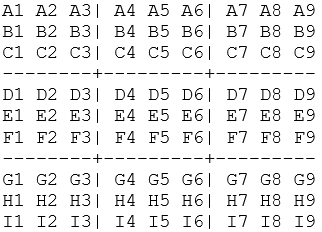 A1 A2 A3| A4 A5 A6| A7 A8 A9
B1 B2 B3| B4 B5 B6| B7 B8 B9
C1 C2 C3| C4 C5 C6| C7 C8 C9
---------+---------+---------
D1 D2 D3| D4 D5 D6| D7 D8 D9
E1 E2 E3| E4 E5 E6| E7 E8 E9
F1 F2 F3| F4 F5 F6| F7 F8 F9
---------+---------+---------
G1 G2 G3| G4 G5 G6| G7 G8 G9
H1 H2 H3| H4 H5 H6| H7 H8 H9
I1 I2 I3| I4 I5 I6| I7 I8 I9